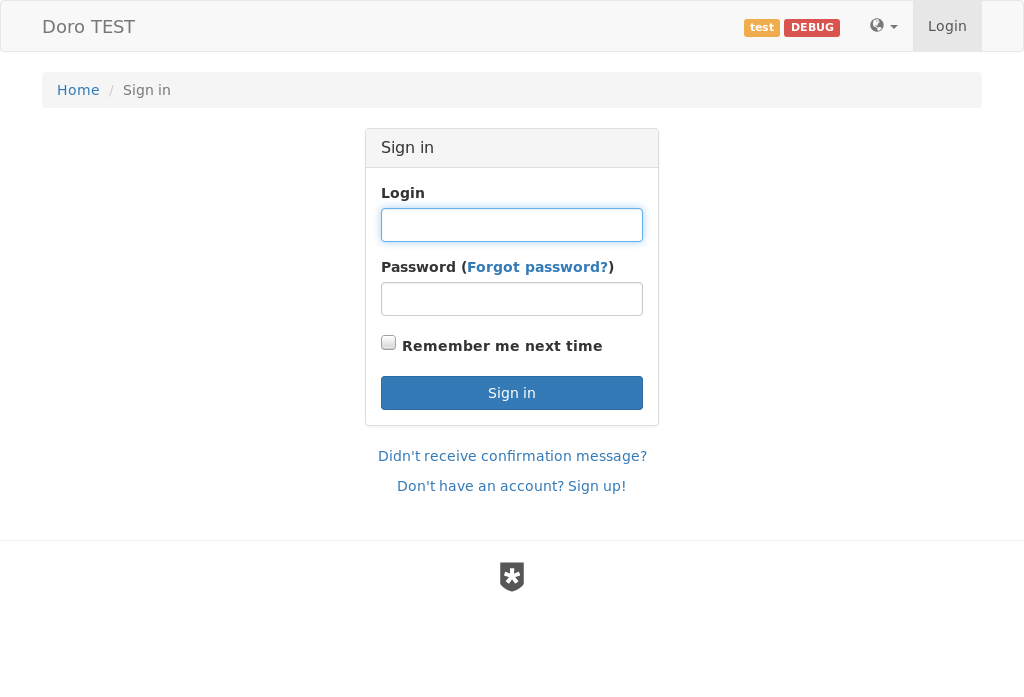 Doro TEST test DEBUG Login
Home / Sign in
Sign in
Login
Password (Forgot password?)
Remember me next time
Sign in
Didn't receive confirmation message?
Don't have an account? Sign up!